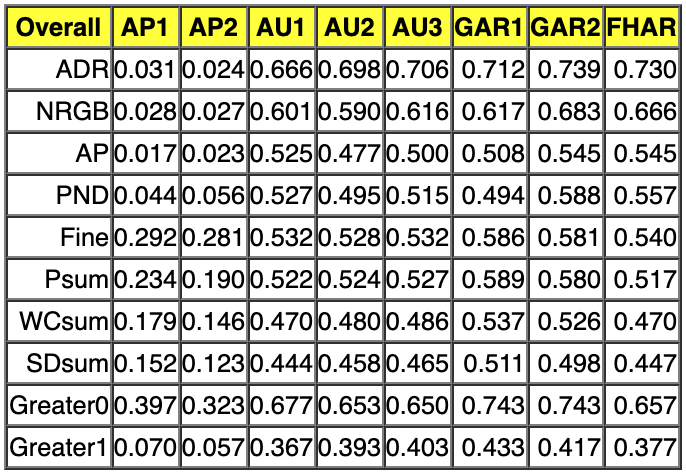 Overall AP1 AP2 AU1 AU2 AU3 GAR1 GAR2 FHAR
ADR 0.031 0.024 0.666 0.698 0.706 0.712 0.739 0.730
NRGB 0.028 0.027 0.601 0.590 0.616 0.617 0.683 0.666
AP 0.017 0.023 0.525 0.477 0.500 0.508 0.545 0.545
PND 0.044 0.056 0.527 0.495 0.515 0.494 0.588 0.557
Fine 0.292 0.281 0.532 0.528 0.532 0.586 0.581 0.540
Psum 0.234 0.190 0.522 0.524 0.527 0.589 0.580 0.517
WCsum 0.179 0.146 0.470 0.480 0.486 0.537 0.526 0.470
SDsum 0.152 0.123 0.444 0.458 0.465 0.511 0.498 0.447
Greater0 0.397 0.323 0.677 0.653 0.650 0.743 0.743 0.657
Greater1 0.070 0.057 0.367 0.393 0.403 0.433 0.417 0.377